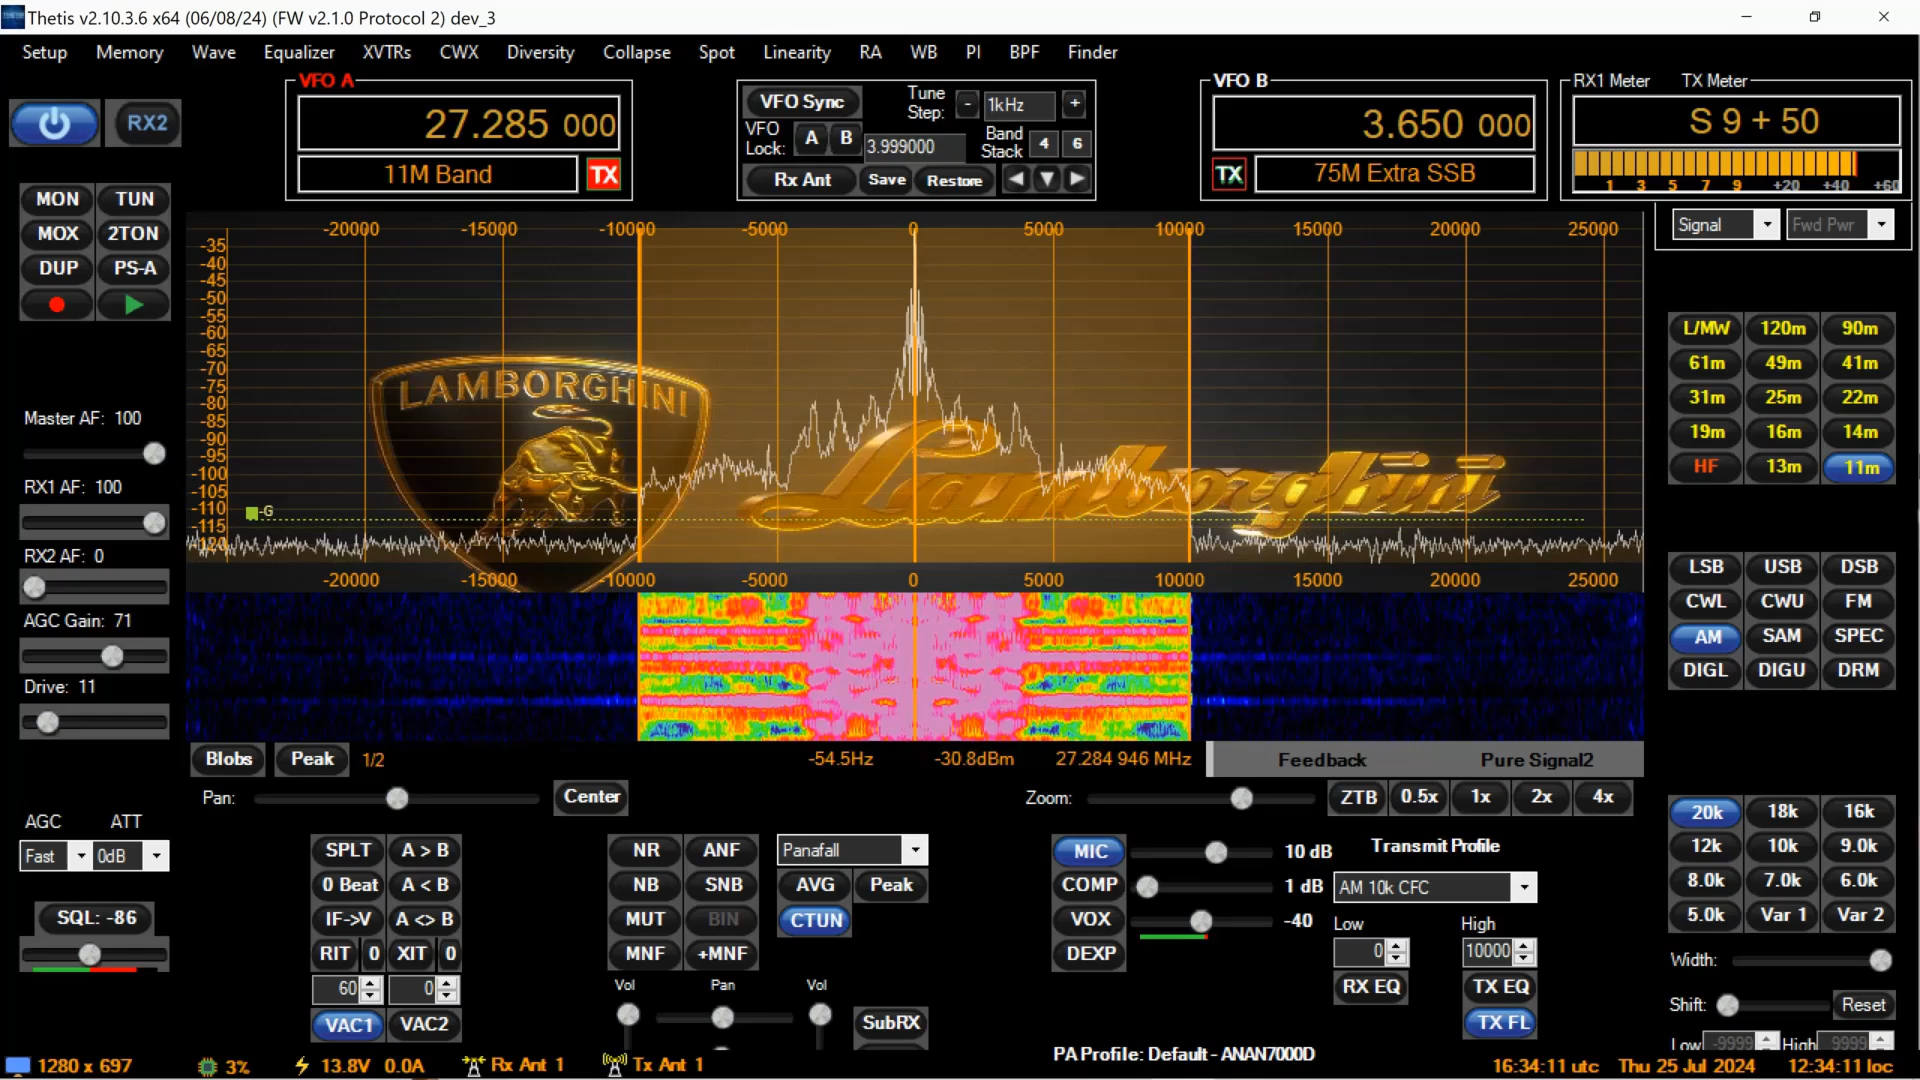 Thetis v2.10.3.6 x64 (06/08/24) (FW v2.1.0 Protocol 2) dev_3
Setup Memory Wave Equalizer XVTRs CWX Diversity Collapse Spot Linearity RA WB PI BPF Finder
VFO A
27.285 000
11M Band TX
VFO Sync Tune Step: - 1kHz +
VFO Lock: A B 3.999000 Band Stack 4 6
Rx Ant Save Restore
VFO B
3.650 000
TX 75M Extra SSB
RX1 Meter TX Meter
S 9 + 50
1 3 5 7 9 +20 +40 +60
Signal Fwd Pwr
RX2
MON TUN
MOX 2TON
DUP PS-A
Master AF: 100
RX1 AF: 100
RX2 AF: 0
AGC Gain: 71
Drive: 11
AGC ATT
Fast 0dB
SQL: -86
-20000 -15000 -10000 -5000 0 5000 10000 15000 20000 25000
-35
-40
-45
-50
-55
-60
-65
-70
-75
-80
-85
-90
-95
-100
-105
-110
-115
-120
LAMBORGHINI
Lamborghini
-G
-20000 -15000 -10000 -5000 0 5000 10000 15000 20000 25000
Blobs Peak 1/2 -54.5Hz -30.8dBm 27.284 946 MHz Feedback Pure Signal2
Pan: Center Zoom: ZTB 0.5x 1x 2x 4x
SPLT A > B
0 Beat A < B
IF->V A <> B
RIT 0 XIT 0
60 0
VAC1 VAC2
NR ANF
NB SNB
MUT BIN
MNF +MNF
Panafall
AVG Peak
CTUN
Vol Pan Vol
SubRX
MIC 10 dB
COMP 1 dB
VOX -40
DEXP
Transmit Profile
AM 10k CFC
Low High
0 10000
RX EQ TX EQ
TX FL
PA Profile: Default - ANAN7000D
L/MW 120m 90m
61m 49m 41m
31m 25m 22m
19m 16m 14m
HF 13m 11m
LSB USB DSB
CWL CWU FM
AM SAM SPEC
DIGL DIGU DRM
20k 18k 16k
12k 10k 9.0k
8.0k 7.0k 6.0k
5.0k Var 1 Var 2
Width:
Shift: Reset
Low -9999 High 9999
1280 x 697 3% 13.8V 0.0A Rx Ant 1 Tx Ant 1 16:34:11 utc Thu 25 Jul 2024 12:34:11 loc